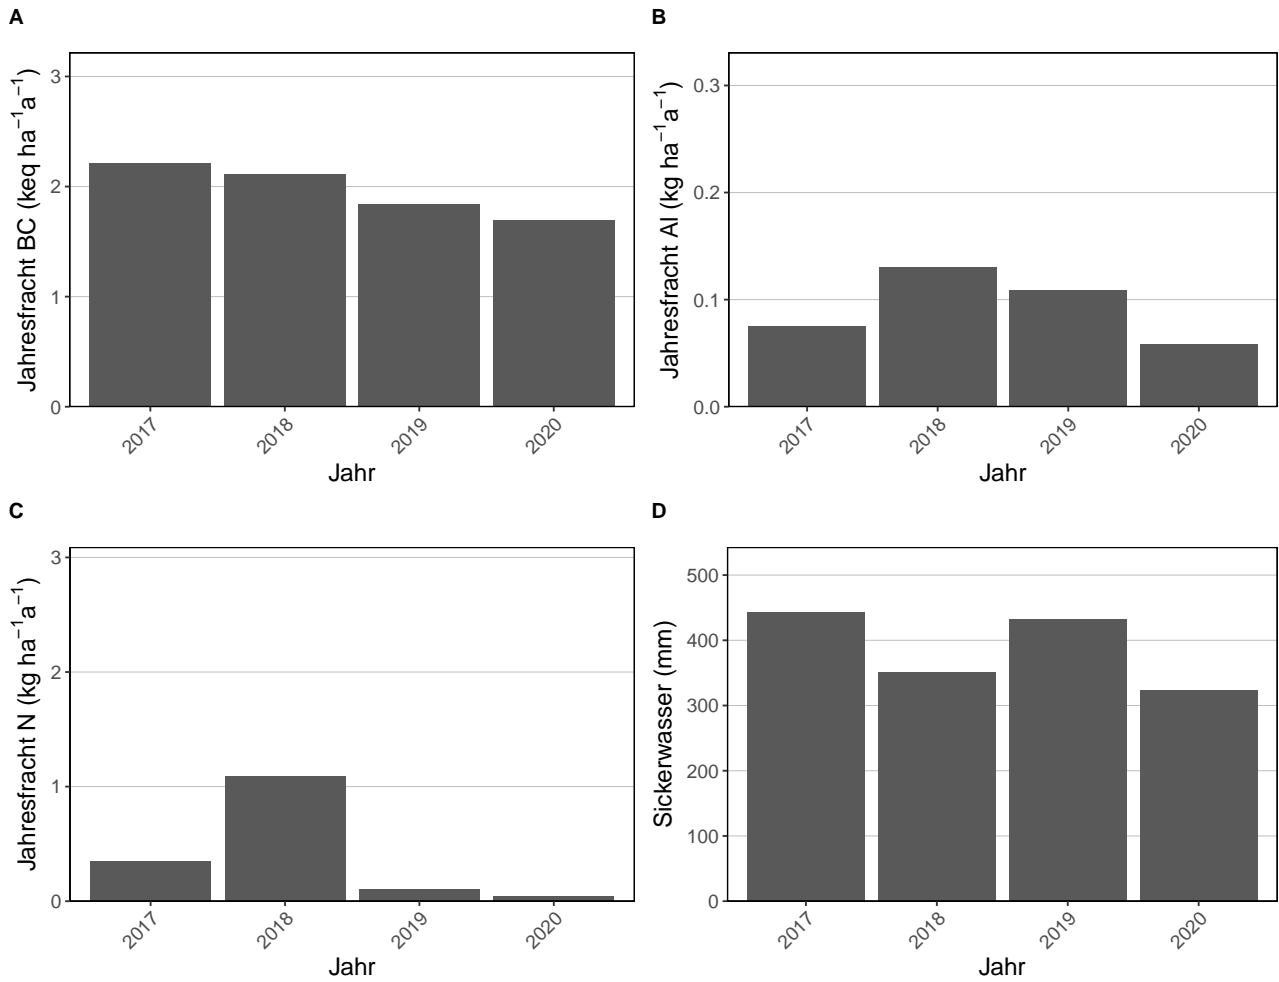 A
Jahresfracht BC (keq ha⁻¹a⁻¹)
3
2
1
0
2017 2018 2019 2020
Jahr
B
Jahresfracht Al (kg ha⁻¹a⁻¹)
0.3
0.2
0.1
0.0
2017 2018 2019 2020
Jahr
C
Jahresfracht N (kg ha⁻¹a⁻¹)
3
2
1
0
2017 2018 2019 2020
Jahr
D
Sickerwasser (mm)
500
400
300
200
100
0
2017 2018 2019 2020
Jahr